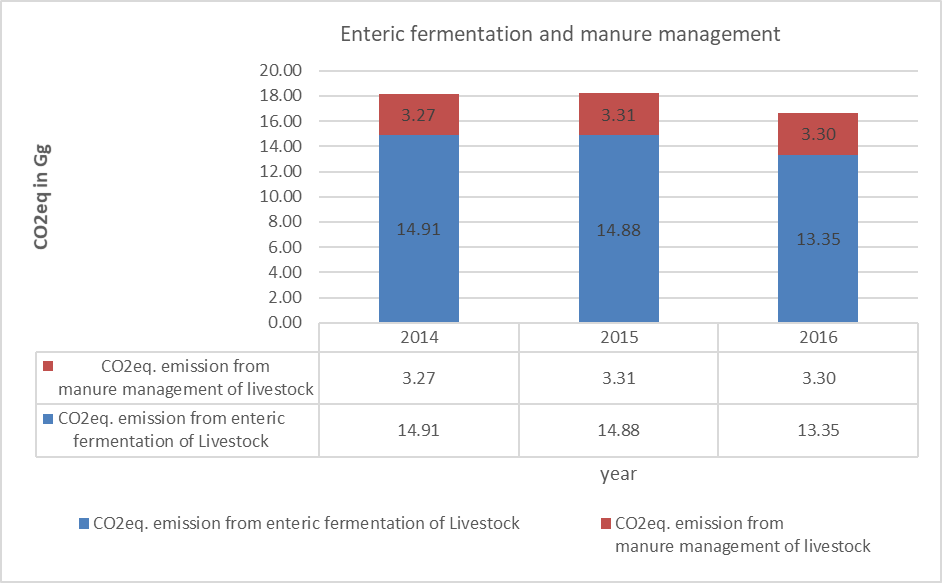 Enteric fermentation and manure management
CO2eq in Gg
20.00
18.00
16.00
14.00
12.00
10.00
8.00
6.00
4.00
2.00
0.00
3.27
3.31
3.30
14.91
14.88
13.35
2014 2015 2016
CO2eq. emission from
manure management of livestock
3.27 3.31 3.30
CO2eq. emission from enteric
fermentation of Livestock
14.91 14.88 13.35
year
CO2eq. emission from enteric fermentation of Livestock
CO2eq. emission from
manure management of livestock